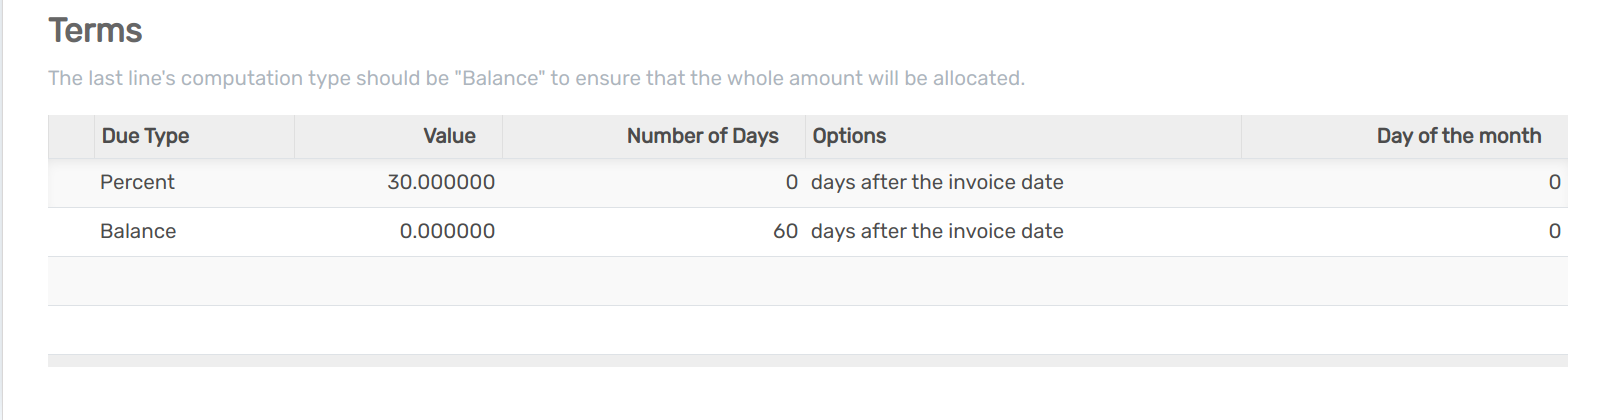 Terms
The last line's computation type should be "Balance" to ensure that the whole amount will be allocated.
Due Type Value Number of Days Options Day of the month
Percent 30.000000 0 days after the invoice date 0
Balance 0.000000 60 days after the invoice date 0